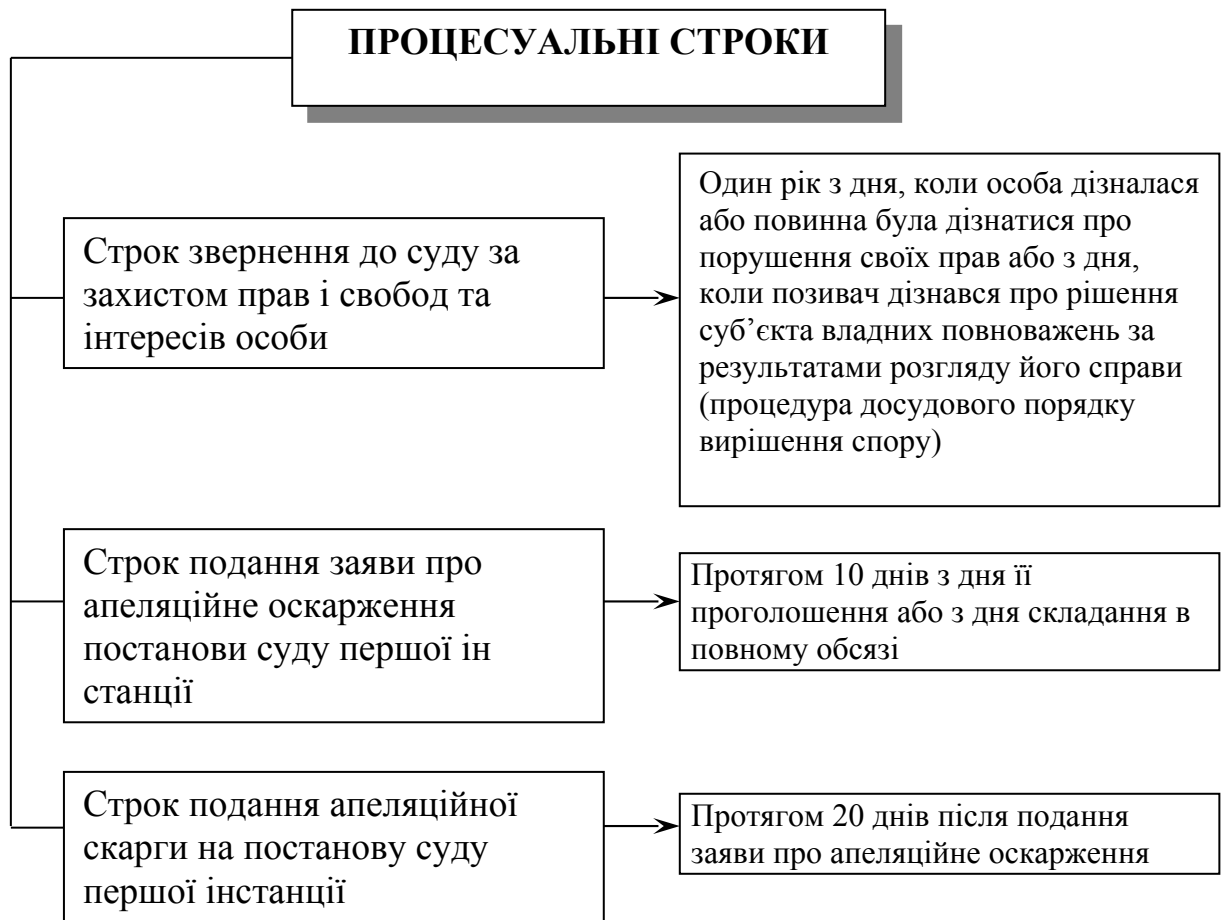 ПРОЦЕСУАЛЬНІ СТРОКИ
Строк звернення до суду за
захистом прав і свобод та
інтересів особи
Один рік з дня, коли особа дізналася
або повинна була дізнатися про
порушення своїх прав або з дня,
коли позивач дізнався про рішення
суб’єкта владних повноважень за
результатами розгляду його справи
(процедура досудового порядку
вирішення спору)
Строк подання заяви про
апеляційне оскарження
постанови суду першої ін
станції
Протягом 10 днів з дня її
проголошення або з дня складання в
повному обсязі
Строк подання апеляційної
скарги на постанову суду
першої інстанції
Протягом 20 днів після подання
заяви про апеляційне оскарження